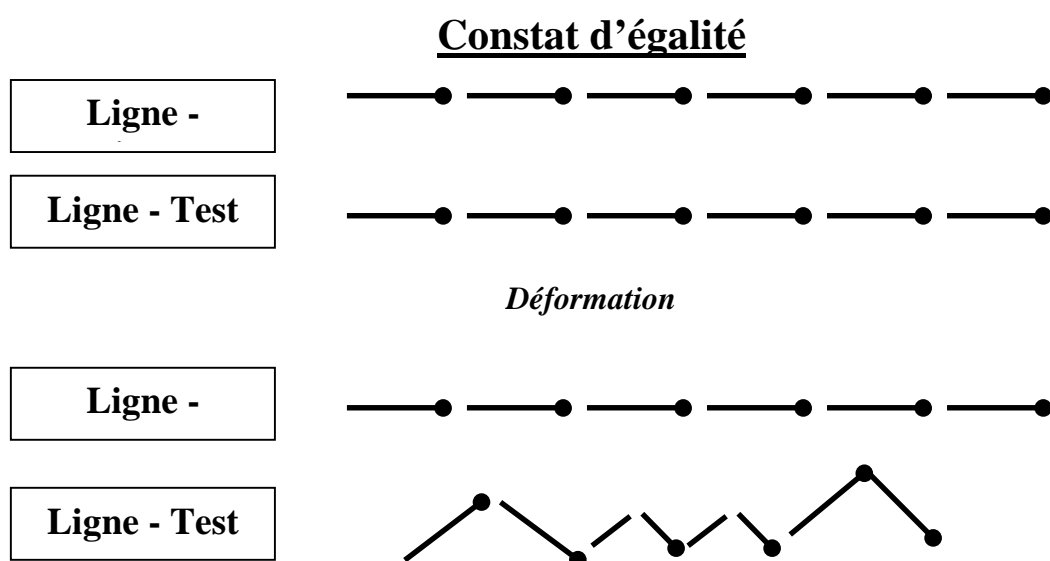 Constat d’égalité
Ligne -
Ligne - Test
Déformation
Ligne -
Ligne - Test